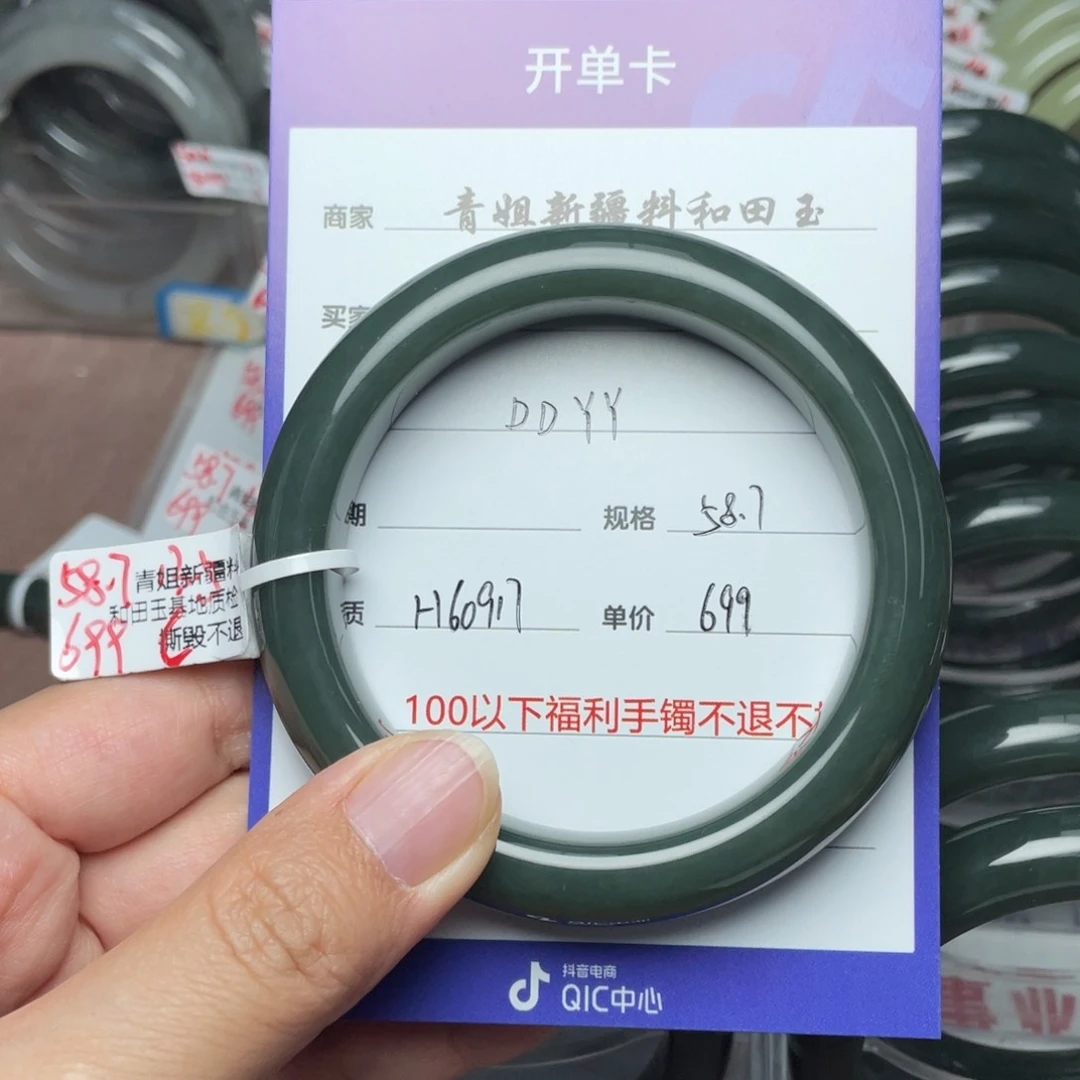 开单卡
商家 青姐新疆料和田玉
买家
DDYY
期 规格 58.7
质 H60917 单价 699
100以下福利手镯不退不
58.7 青姐新疆料
和田玉基地质检
699 撕毁不退
抖音电商
QIC中心
58.7
699